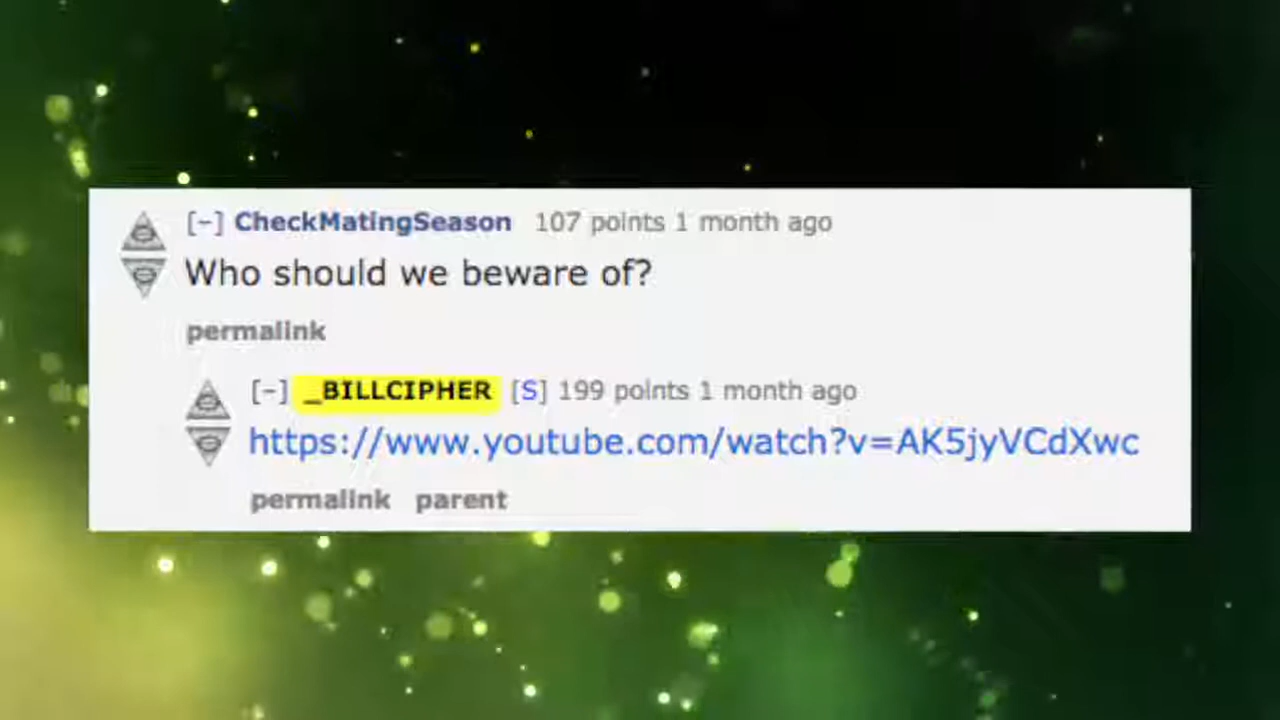 [-] CheckMatingSeason 107 points 1 month ago
Who should we beware of?
permalink
[-] _BILLCIPHER [S] 199 points 1 month ago
https://www.youtube.com/watch?v=AK5jyVCdXwc
permalink parent